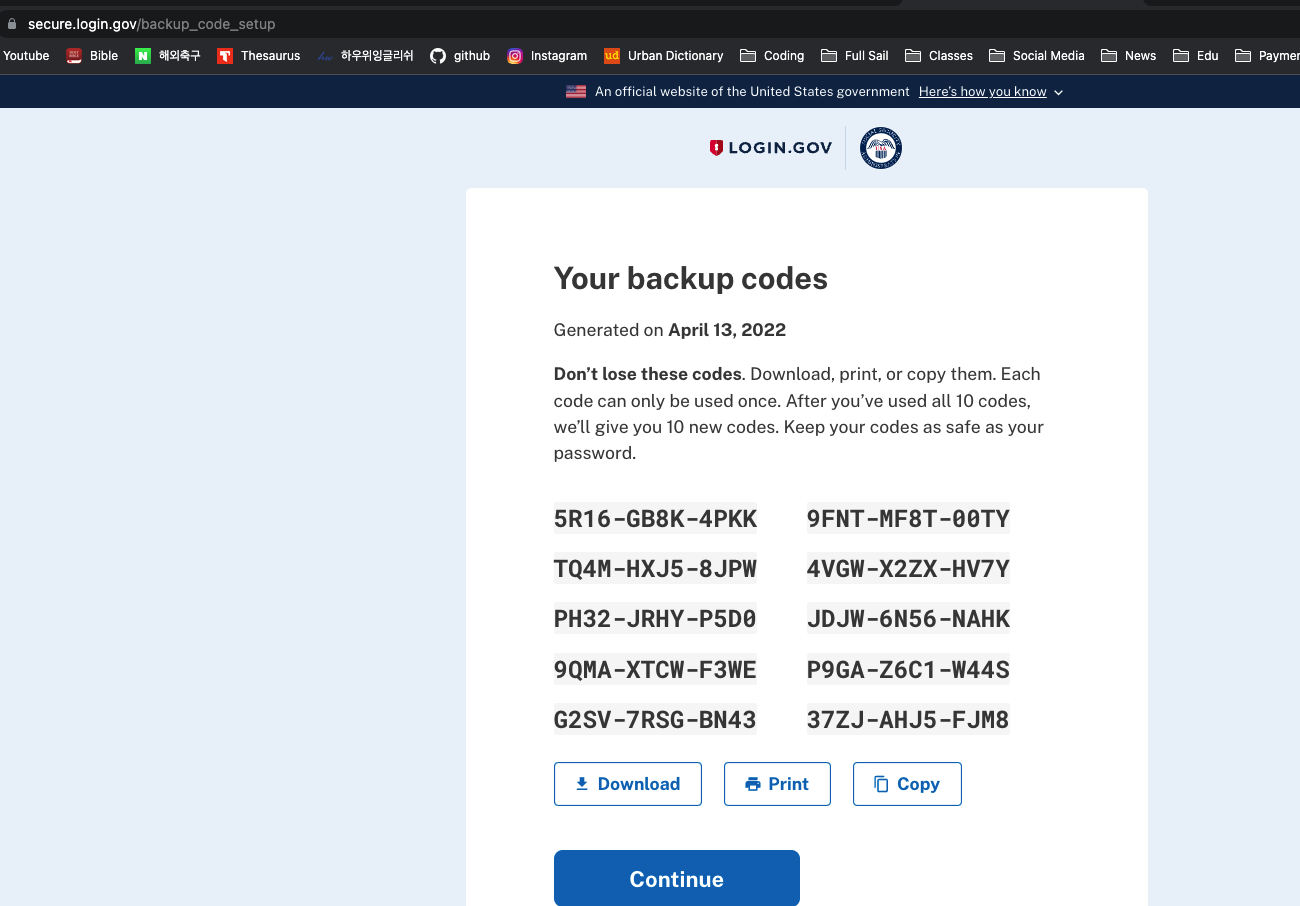 secure.login.gov/backup_code_setup
Youtube Bible 해외축구 Thesaurus 하우위잉글리쉬 github Instagram Urban Dictionary Coding Full Sail Classes Social Media News Edu
An official website of the United States government Here's how you know
LOGIN.GOV
Your backup codes
Generated on April 13, 2022
Don’t lose these codes. Download, print, or copy them. Each
code can only be used once. After you’ve used all 10 codes,
we’ll give you 10 new codes. Keep your codes as safe as your
password.
5R16-GB8K-4PKK 9FNT-MF8T-00TY
TQ4M-HXJ5-8JPW 4VGW-X2ZX-HV7Y
PH32-JRHY-P5D0 JDJW-6N56-NAHK
9QMA-XTCW-F3WE P9GA-Z6C1-W44S
G2SV-7RSG-BN43 37ZJ-AHJ5-FJM8
Download Print Copy
Continue